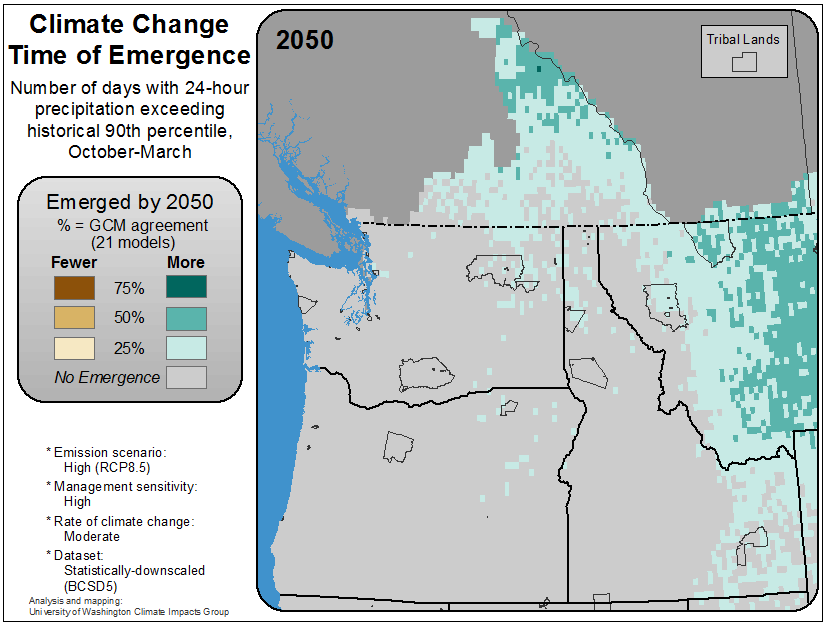 Climate Change
Time of Emergence
Number of days with 24-hour
precipitation exceeding
historical 90th percentile,
October-March
Emerged by 2050
% = GCM agreement
(21 models)
Fewer More
75%
50%
25%
No Emergence
* Emission scenario:
High (RCP8.5)
* Management sensitivity:
High
* Rate of climate change:
Moderate
* Dataset:
Statistically-downscaled
(BCSD5)
Analysis and mapping:
University of Washington Climate Impacts Group
2050
Tribal Lands